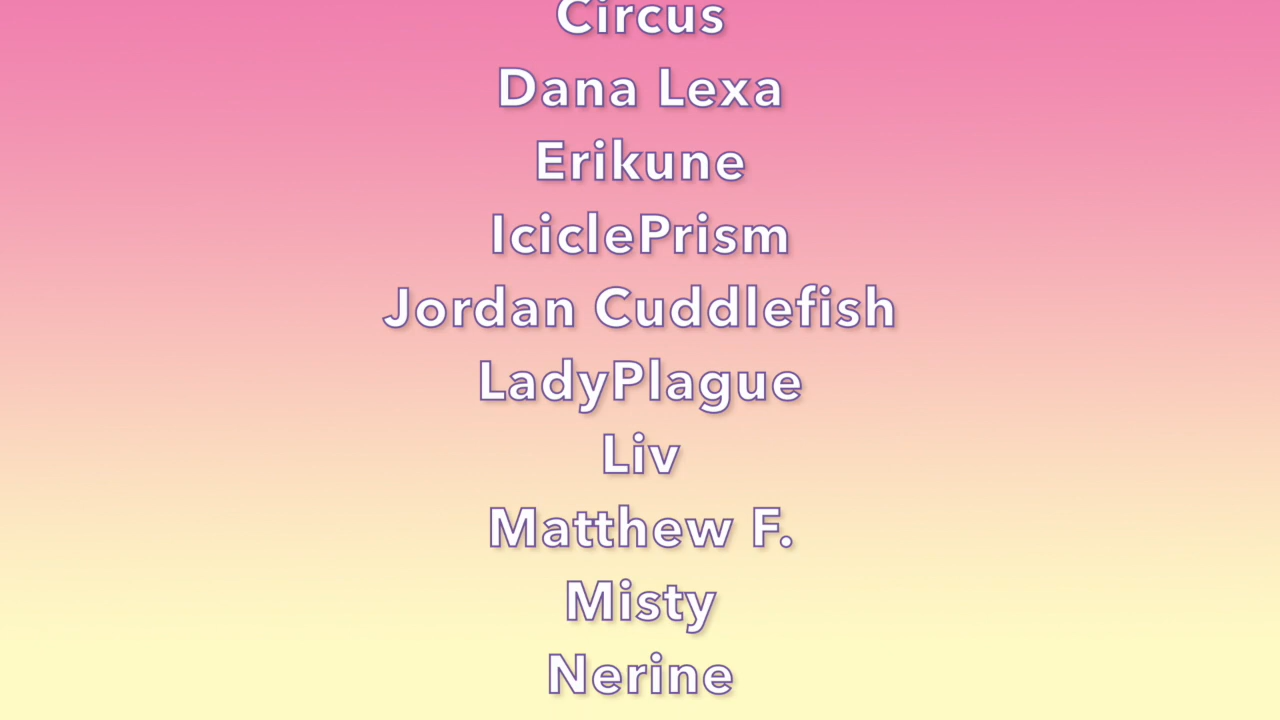 Circus
Dana Lexa
Erikune
IciclePrism
Jordan Cuddlefish
LadyPlague
Liv
Matthew F.
Misty
Nerine